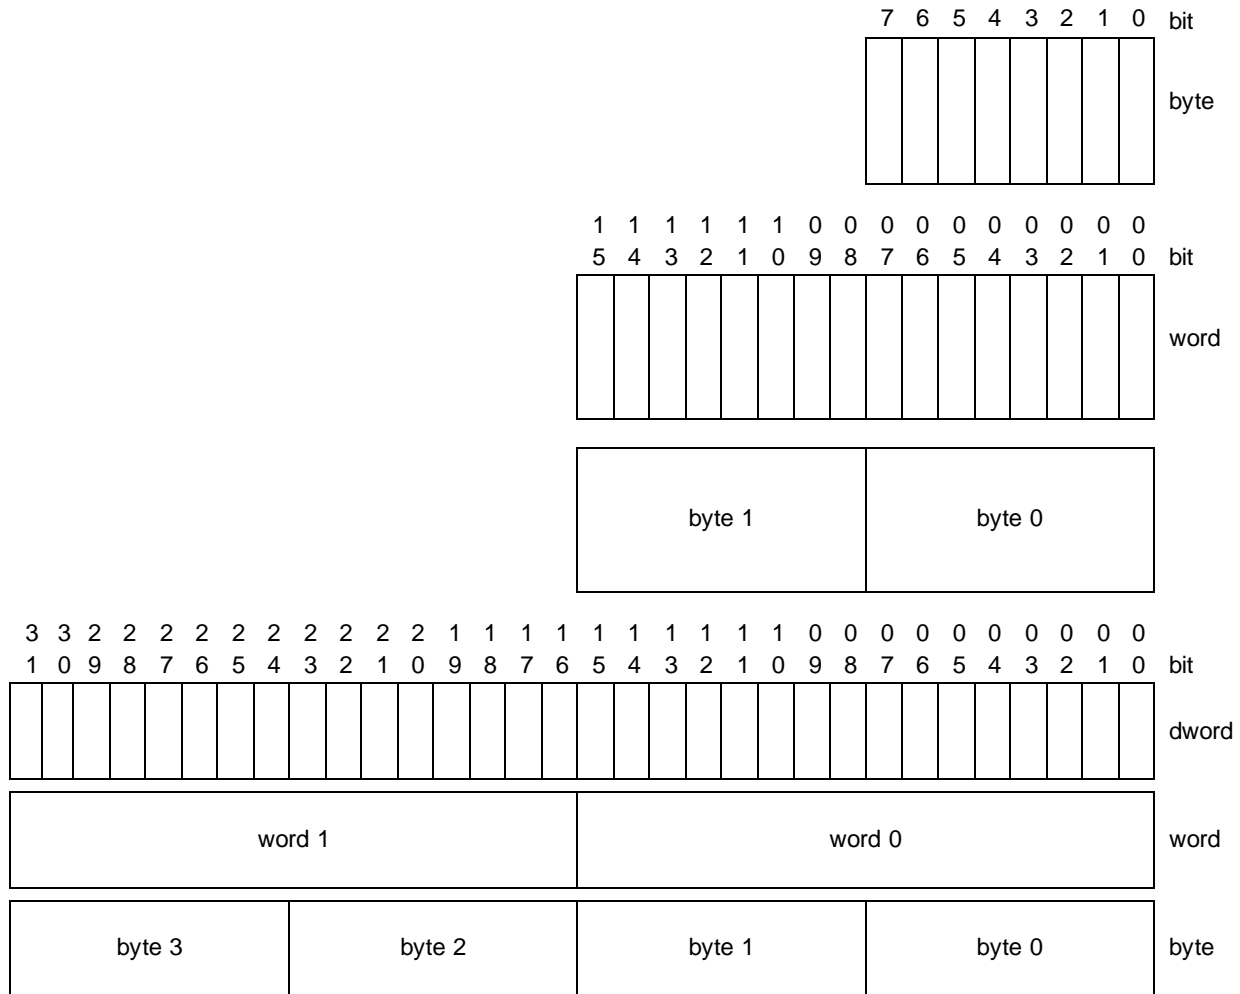 7 6 5 4 3 2 1 0 bit
byte
1 1 1 1 1 1 0 0 0 0 0 0 0 0 0 0
5 4 3 2 1 0 9 8 7 6 5 4 3 2 1 0 bit
word
byte 1 byte 0
3 3 2 2 2 2 2 2 2 2 2 2 1 1 1 1 1 1 1 1 1 1 0 0 0 0 0 0 0 0 0 0
1 0 9 8 7 6 5 4 3 2 1 0 9 8 7 6 5 4 3 2 1 0 9 8 7 6 5 4 3 2 1 0 bit
dword
word 1 word 0 word
byte 3 byte 2 byte 1 byte 0 byte